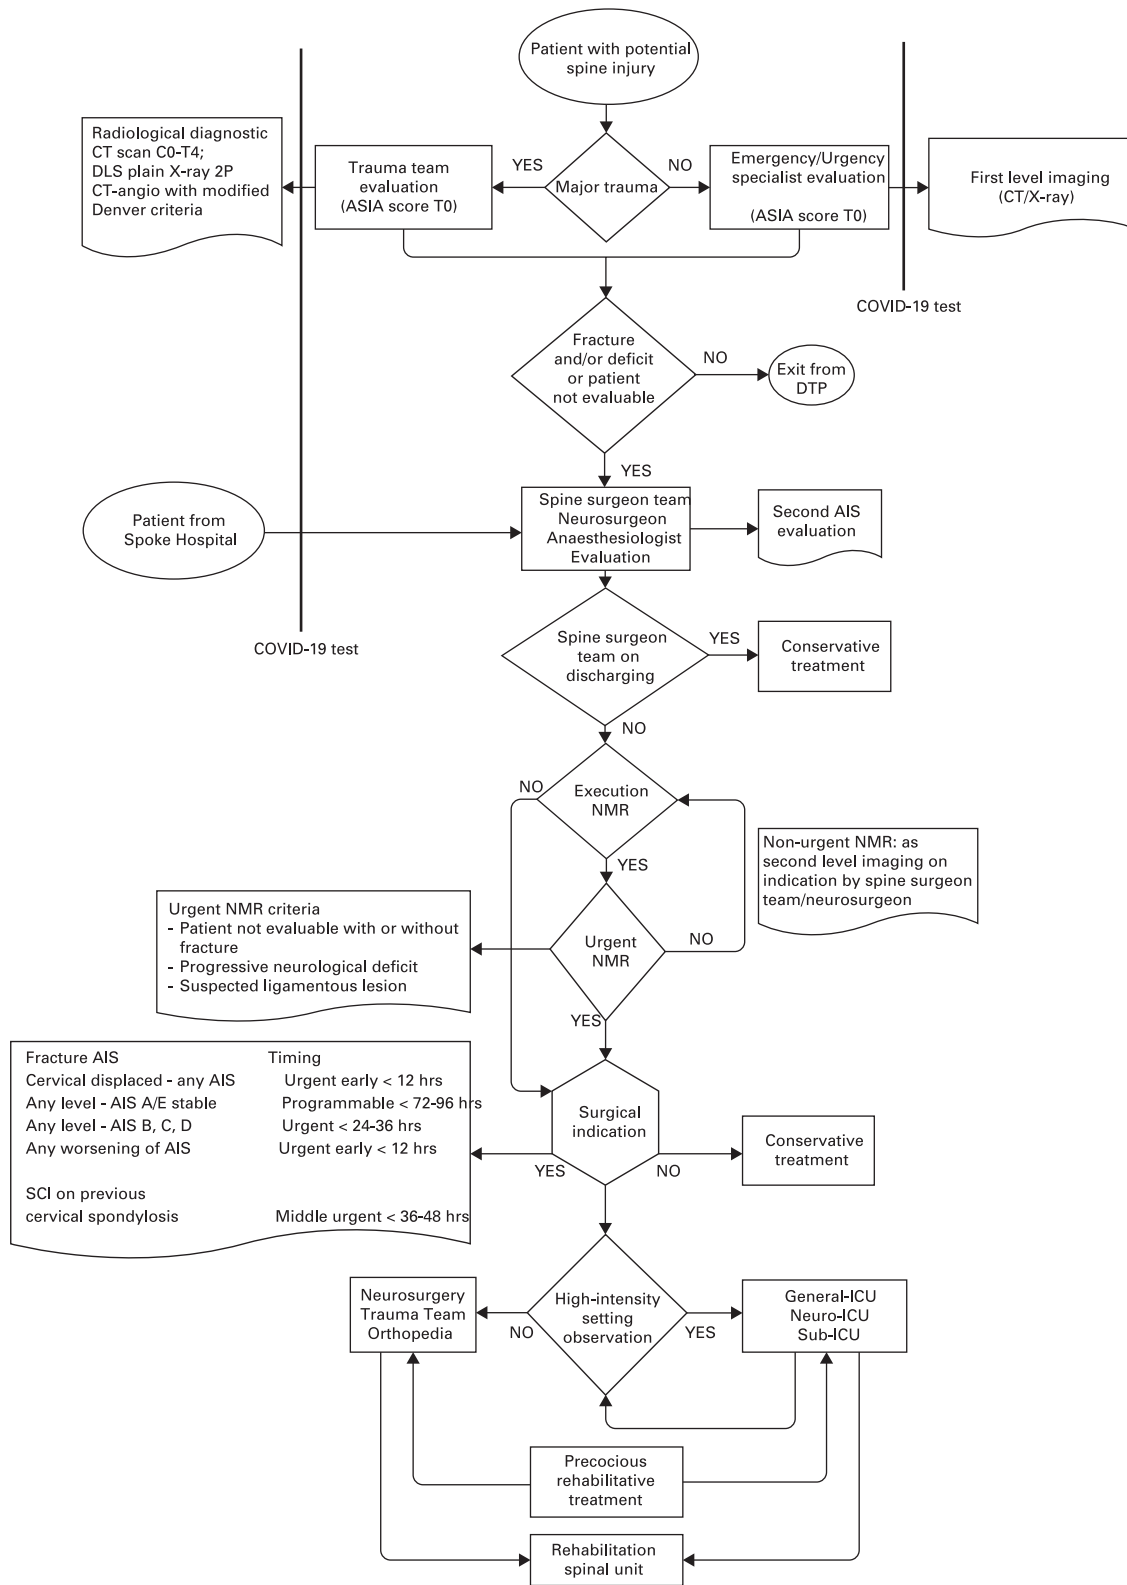 Patient with potential
spine injury
Radiological diagnostic
CT scan C0-T4;
DLS plain X-ray 2P
CT-angio with modified
Denver criteria
Trauma team
evaluation
(ASIA score T0)
YES
Major trauma
NO
Emergency/Urgency
specialist evaluation
(ASIA score T0)
First level imaging
(CT/X-ray)
COVID-19 test
Fracture
and/or deficit
or patient
not evaluable
NO
Exit from
DTP
YES
Patient from
Spoke Hospital
Spine surgeon team
Neurosurgeon
Anaesthesiologist
Evaluation
Second AIS
evaluation
COVID-19 test
Spine surgeon
team on
discharging
YES
Conservative
treatment
NO
NO
Execution
NMR
YES
Non-urgent NMR: as
second level imaging on
indication by spine surgeon
team/neurosurgeon
Urgent NMR criteria
- Patient not evaluable with or without
fracture
- Progressive neurological deficit
- Suspected ligamentous lesion
Urgent
NMR
NO
YES
Fracture AIS Timing
Cervical displaced - any AIS Urgent early < 12 hrs
Any level - AIS A/E stable Programmable < 72-96 hrs
Any level - AIS B, C, D Urgent < 24-36 hrs
Any worsening of AIS Urgent early < 12 hrs
SCI on previous
cervical spondylosis Middle urgent < 36-48 hrs
Surgical
indication
YES
NO
Conservative
treatment
Neurosurgery
Trauma Team
Orthopedia
NO
High-intensity
setting
observation
YES
General-ICU
Neuro-ICU
Sub-ICU
Precocious
rehabilitative
treatment
Rehabilitation
spinal unit